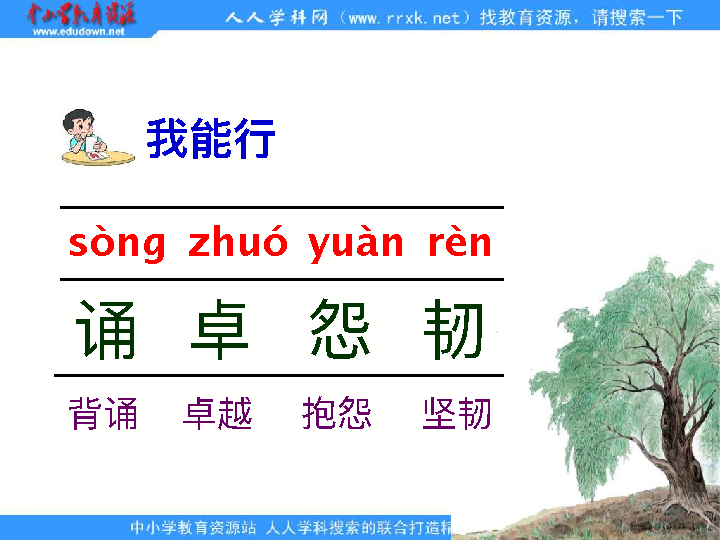 中小学教育资源
www.edudown.net
人人学科网（www.rrxk.net）找教育资源，请搜索一下
我能行
sòng zhuó yuàn rèn
诵 卓 怨 韧
背诵 卓越 抱怨 坚韧
中小学教育资源站 人人学科搜索的联合打造